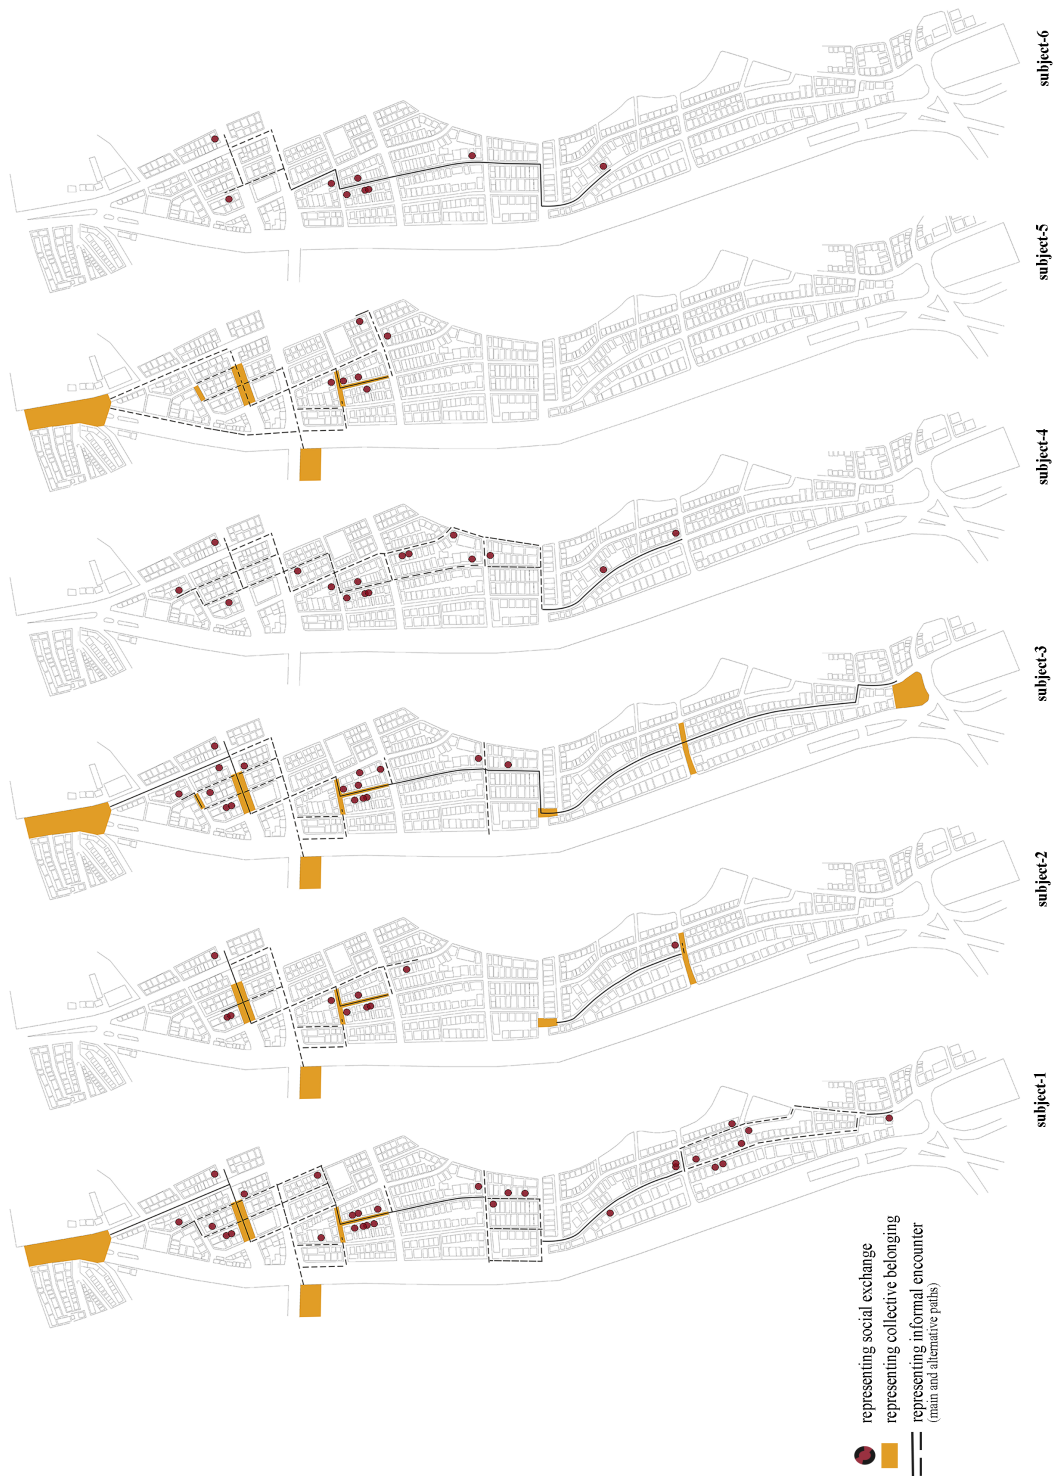 subject-1
subject-2
subject-3
subject-4
subject-5
subject-6
representing social exchange
representing collective belonging
representing informal encounter
(main and alternative paths)